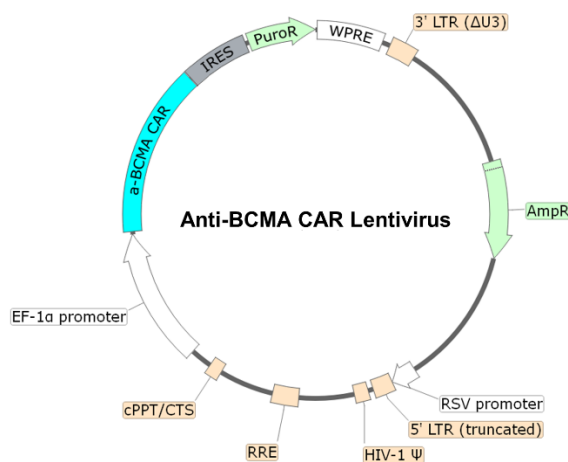 3' LTR (ΔU3)
WPRE
PuroR
IRES
a-BCMA CAR
AmpR
Anti-BCMA CAR Lentivirus
EF-1α promoter
cPPT/CTS
RSV promoter
5' LTR (truncated)
HIV-1 Ψ
RRE